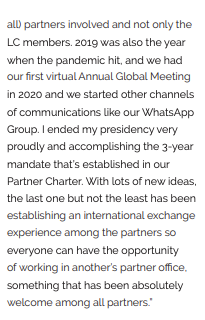 all) partners involved and not only the
LC members. 2019 was also the year
when the pandemic hit, and we had
our first virtual Annual Global Meeting
in 2020 and we started other channels
of communications like our WhatsApp
Group. I ended my presidency very
proudly and accomplishing the 3-year
mandate that's established in our
Partner Charter. With lots of new ideas,
the last one but not the least has been
establishing an international exchange
experience among the partners so
everyone can have the opportunity
of working in another's partner office,
something that has been absolutely
welcome among all partners."